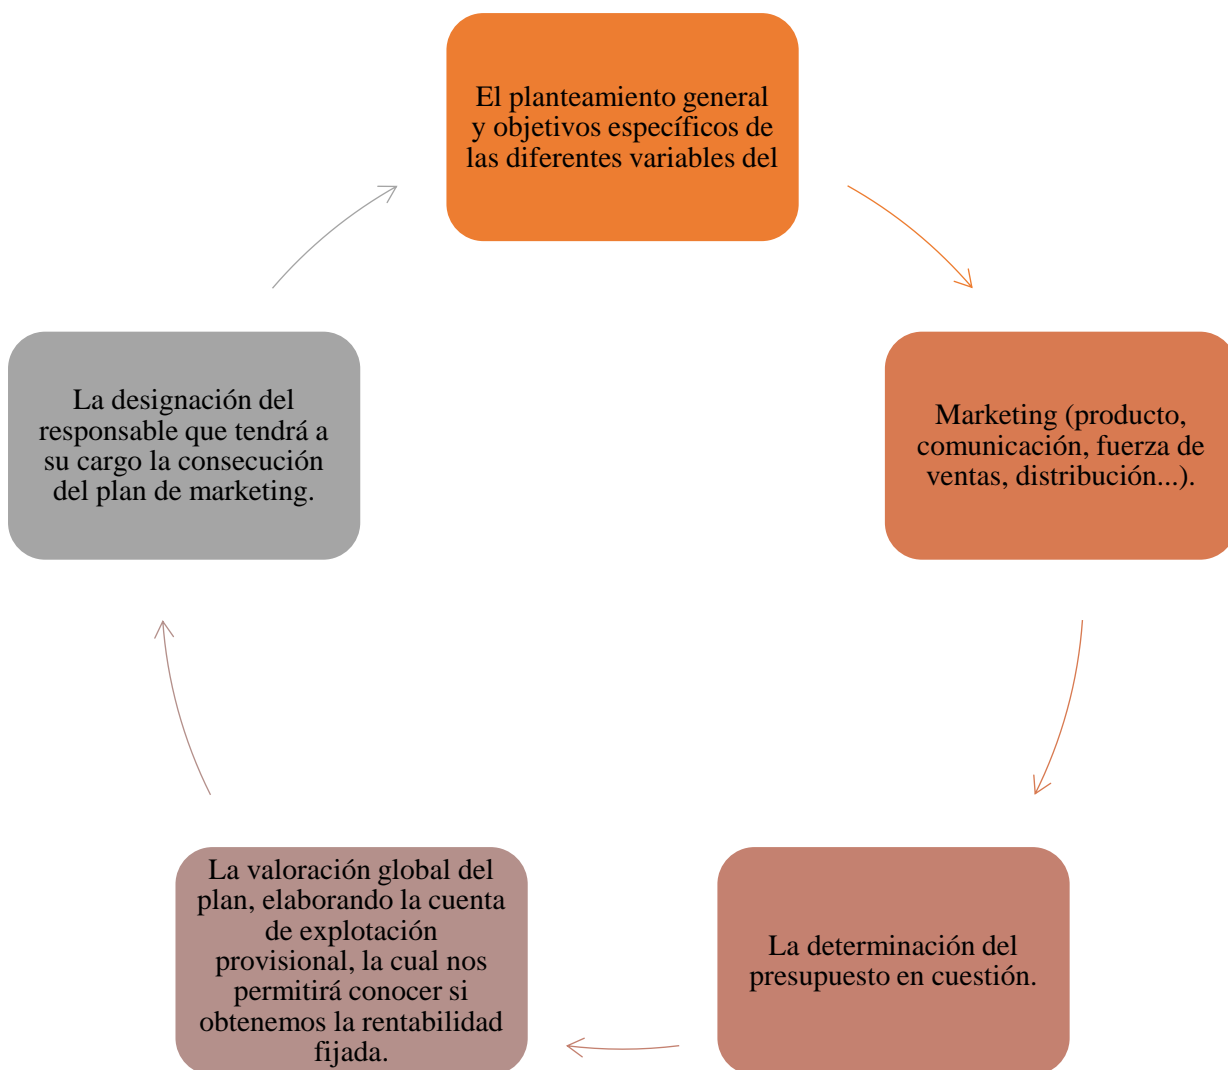 El planteamiento general
y objetivos específicos de
las diferentes variables del
Marketing (producto,
comunicación, fuerza de
ventas, distribución...).
La determinación del
presupuesto en cuestión.
La valoración global del
plan, elaborando la cuenta
de explotación
provisional, la cual nos
permitirá conocer si
obtenemos la rentabilidad
fijada.
La designación del
responsable que tendrá a
su cargo la consecución
del plan de marketing.